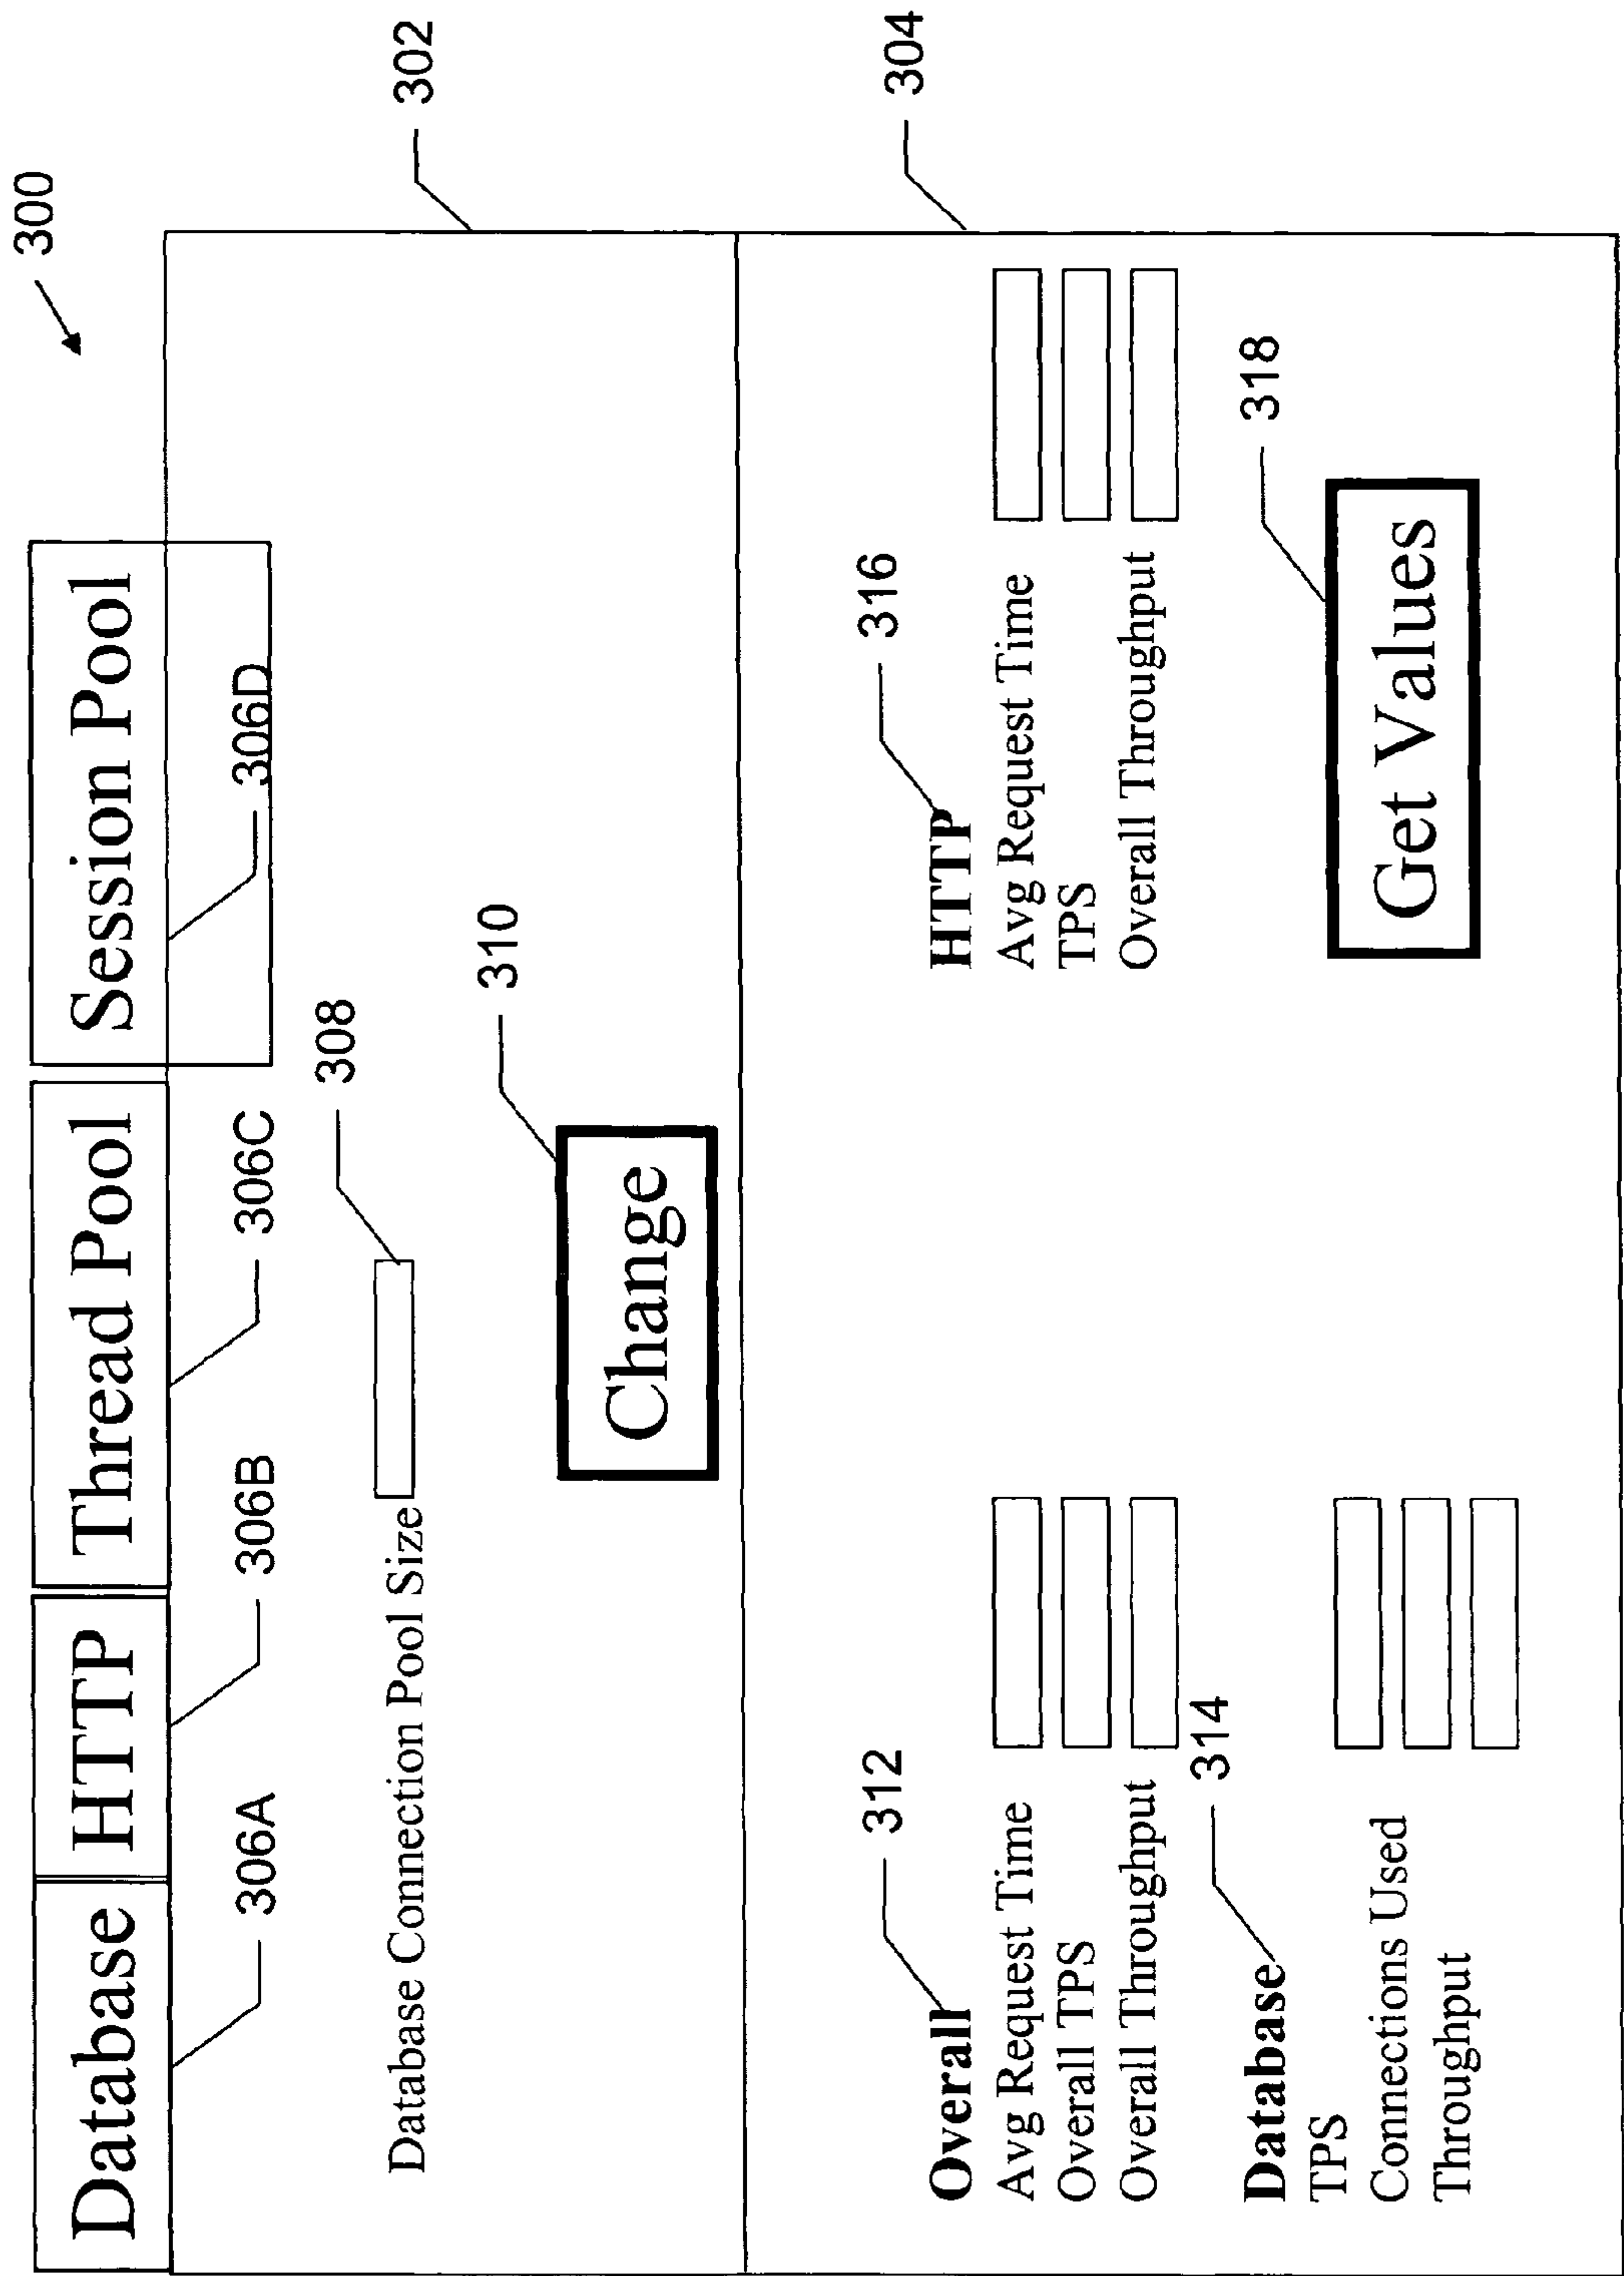 300
Database HTTP Thread Pool Session Pool
306A 306B 306C 306D
302
308
Database Connection Pool Size
310
Change
304
312 316
Overall HTTP
Avg Request Time Avg Request Time
Overall TPS TPS
Overall Throughput Overall Throughput
314 318
Database
TPS
Connections Used
Throughput
Get Values